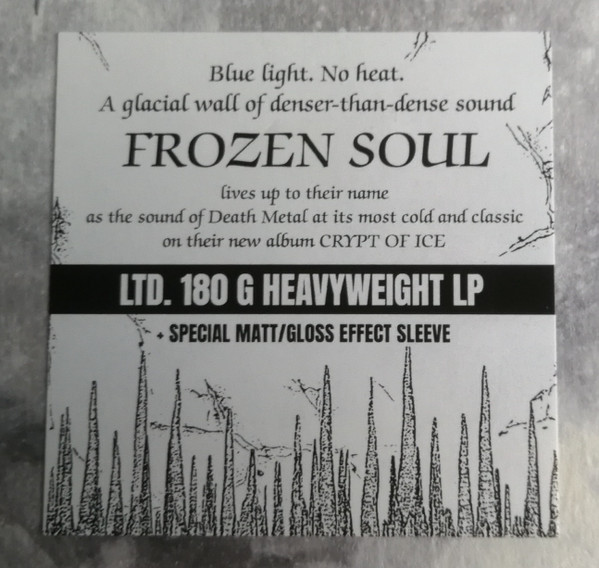 Blue light. No heat.
A glacial wall of denser-than-dense sound
FROZEN SOUL
lives up to their name
as the sound of Death Metal at its most cold and classic
on their new album CRYPT OF ICE
LTD. 180 G HEAVYWEIGHT LP
+ SPECIAL MATT/GLOSS EFFECT SLEEVE